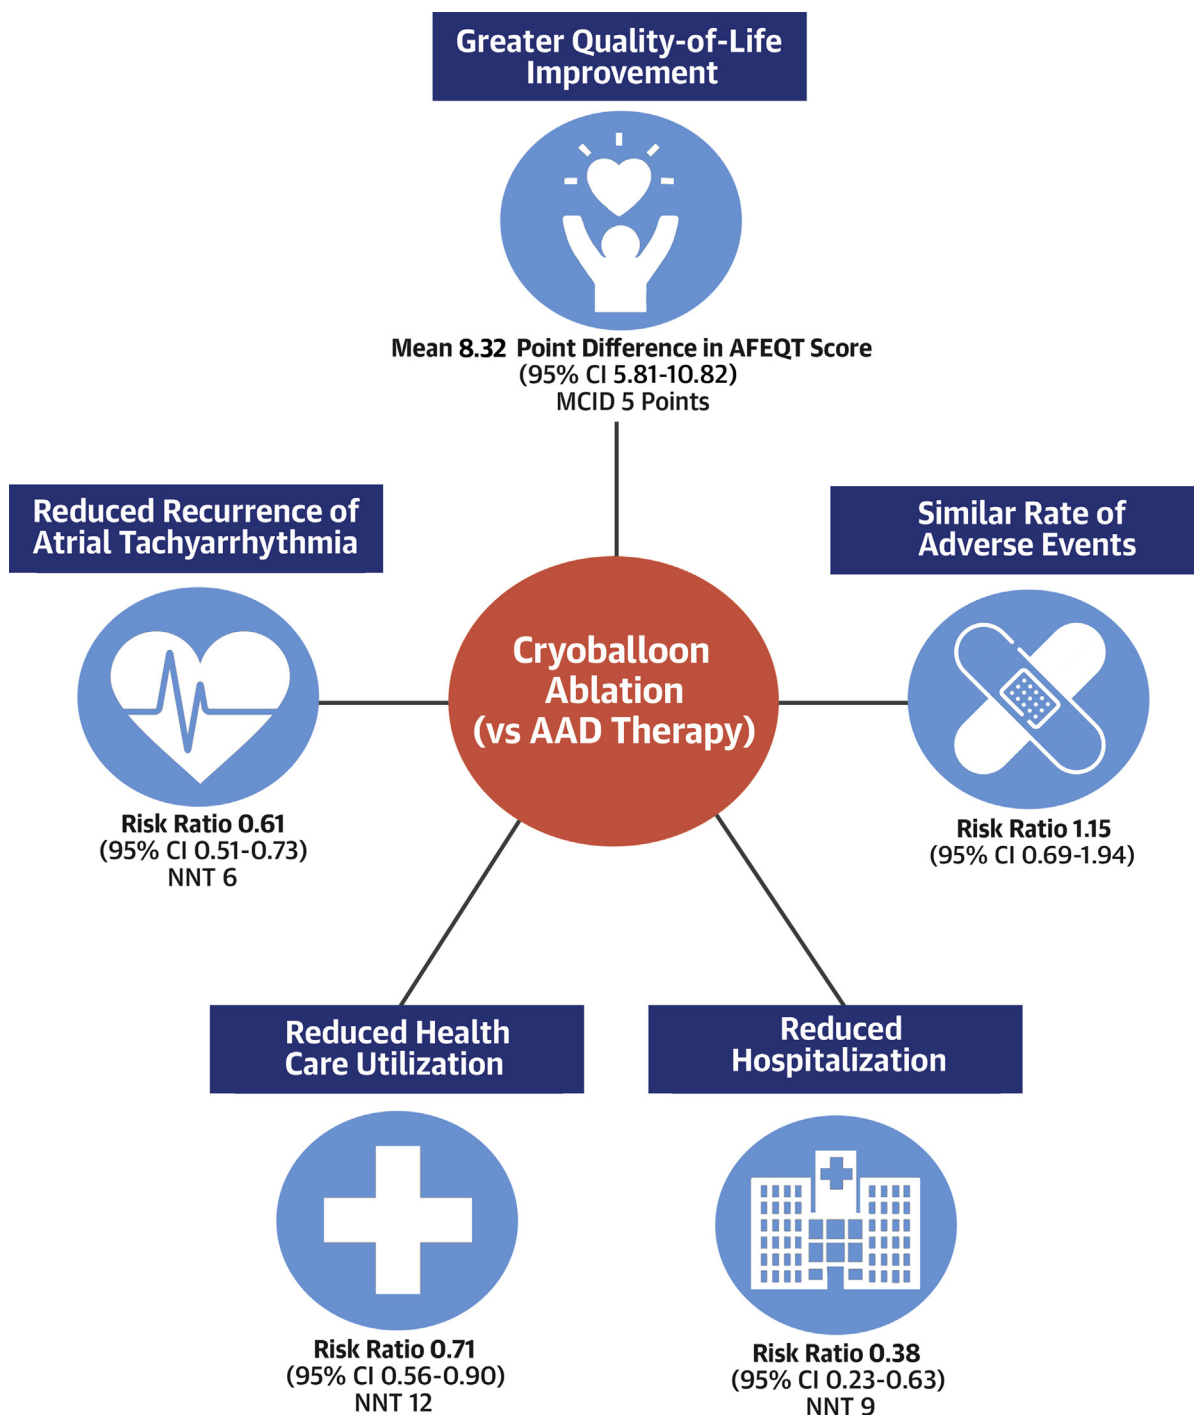 Greater Quality-of-Life
Improvement
Mean 8.32 Point Difference in AFEQT Score
(95% CI 5.81-10.82)
MCID 5 Points
Reduced Recurrence of
Atrial Tachyarrhythmia
Risk Ratio 0.61
(95% CI 0.51-0.73)
NNT 6
Cryoballoon
Ablation
(vs AAD Therapy)
Similar Rate of
Adverse Events
Risk Ratio 1.15
(95% CI 0.69-1.94)
Reduced Health
Care Utilization
Risk Ratio 0.71
(95% CI 0.56-0.90)
NNT 12
Reduced
Hospitalization
Risk Ratio 0.38
(95% CI 0.23-0.63)
NNT 9